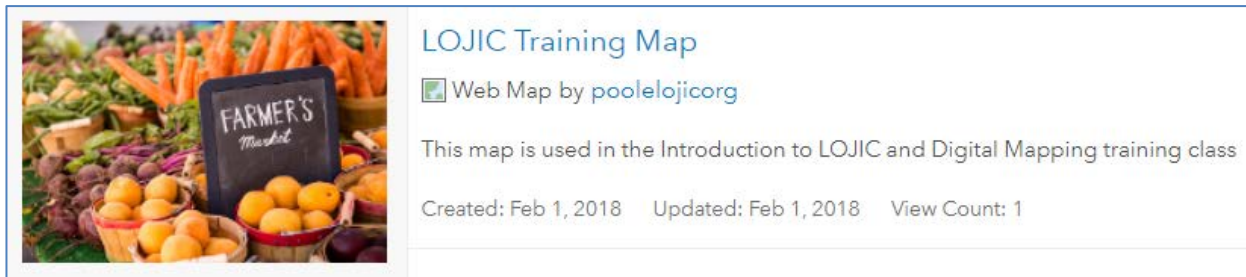 FARMER'S
Market
LOJIC Training Map
Web Map by poolelojicorg
This map is used in the Introduction to LOJIC and Digital Mapping training class
Created: Feb 1, 2018 Updated: Feb 1, 2018 View Count: 1